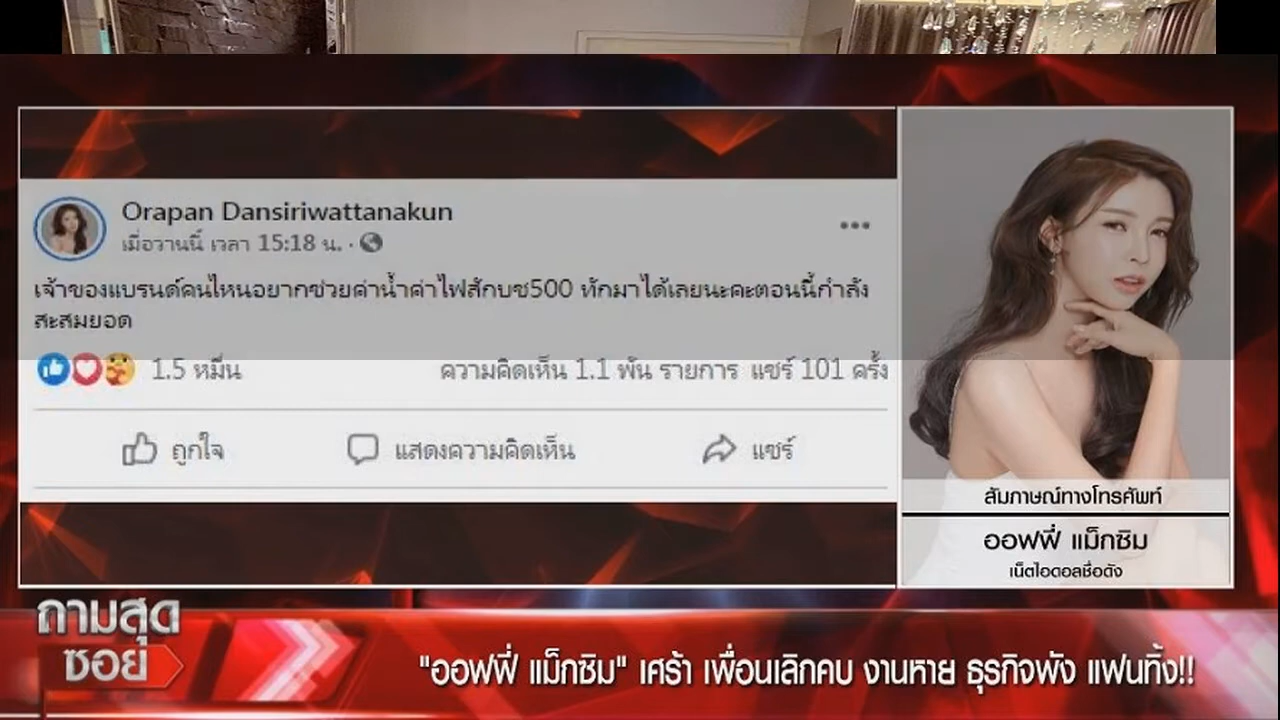 Orapan Dansiriwattanakun
เมื่อวานนี้ เวลา 15:18 น. ·
เจ้าของแบรนด์คนไหนอยากช่วยค่าน้ำค่าไฟสักบช500 ทักมาได้เลยนะคะตอนนี้กำลัง
สะสมยอด
1.5 หมื่น ความคิดเห็น 1.1 พัน รายการ แชร์ 101 ครั้ง
ถูกใจ แสดงความคิดเห็น แชร์
สัมภาษณ์ทางโทรศัพท์
ออฟฟี่ แม็กซิม
เน็ตไอดอลชื่อดัง
ถามสุด
ซอย
"ออฟฟี่ แม็กซิม" เศร้า เพื่อนเลิกคบ งานหาย ธุรกิจพัง แฟนทิ้ง!!